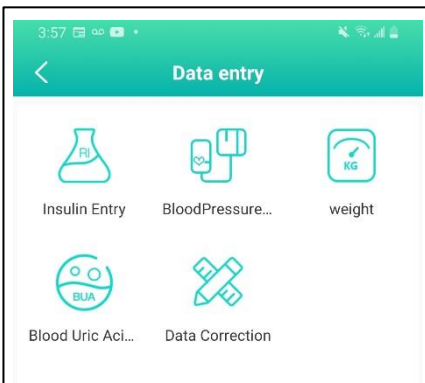 3:57
Data entry
RI
KG
Insulin Entry BloodPressure... weight
BUA
Blood Uric Aci... Data Correction